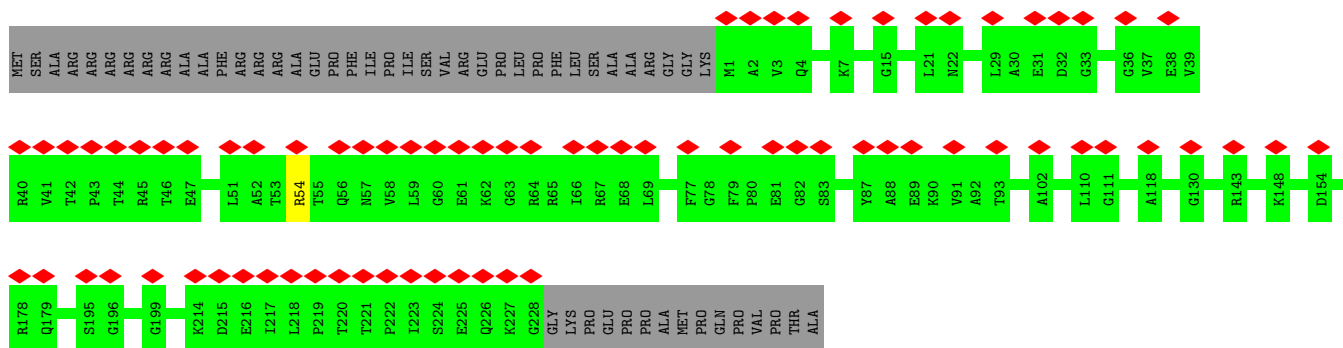 MET SER ALA ARG ARG ARG ARG ARG ARG ALA ALA PHE ARG ARG ARG ALA GLU PRO PHE ILE PRO ILE SER VAL ARG GLU PRO LEU PRO PHE LEU SER ALA ALA ARG GLY GLY LYS M1 A2 V3 Q4 K7 G15 L21 N22 L29 A30 E31 D32 G33 G36 V37 E38 V39
R40 V41 T42 P43 T44 R45 T46 E47 L51 A52 T53 R54 T55 Q56 N57 V58 L59 G60 E61 K62 G63 R64 R65 I66 R67 E68 L69 F77 G78 F79 P80 E81 G82 S83 Y87 A88 E89 K90 V91 A92 T93 A102 L110 G111 A118 G130 R143 K148 D154
R178 Q179 S195 G196 G199 K214 D215 E216 I217 L218 P219 T220 T221 P222 I223 S224 E225 Q226 K227 G228 GLY LYS PRO GLU PRO PRO ALA MET PRO GLN PRO VAL PRO THR ALA